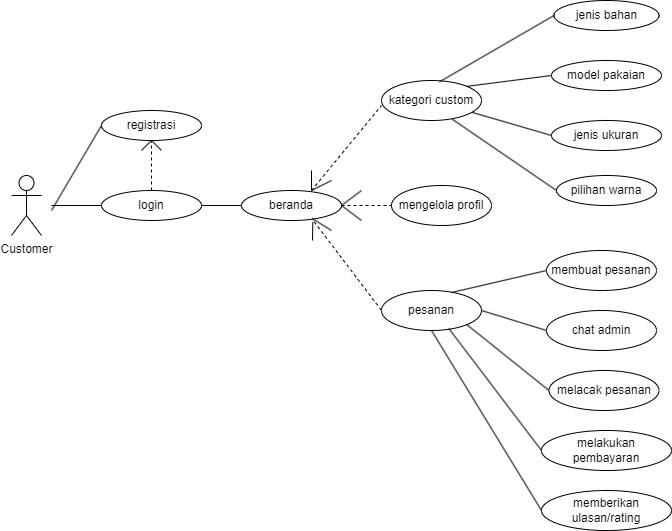 jenis bahan
model pakaian
kategori custom
registrasi
jenis ukuran
pilihan warna
login
beranda
mengelola profil
Customer
membuat pesanan
pesanan
chat admin
melacak pesanan
melakukan
pembayaran
memberikan
ulasan/rating